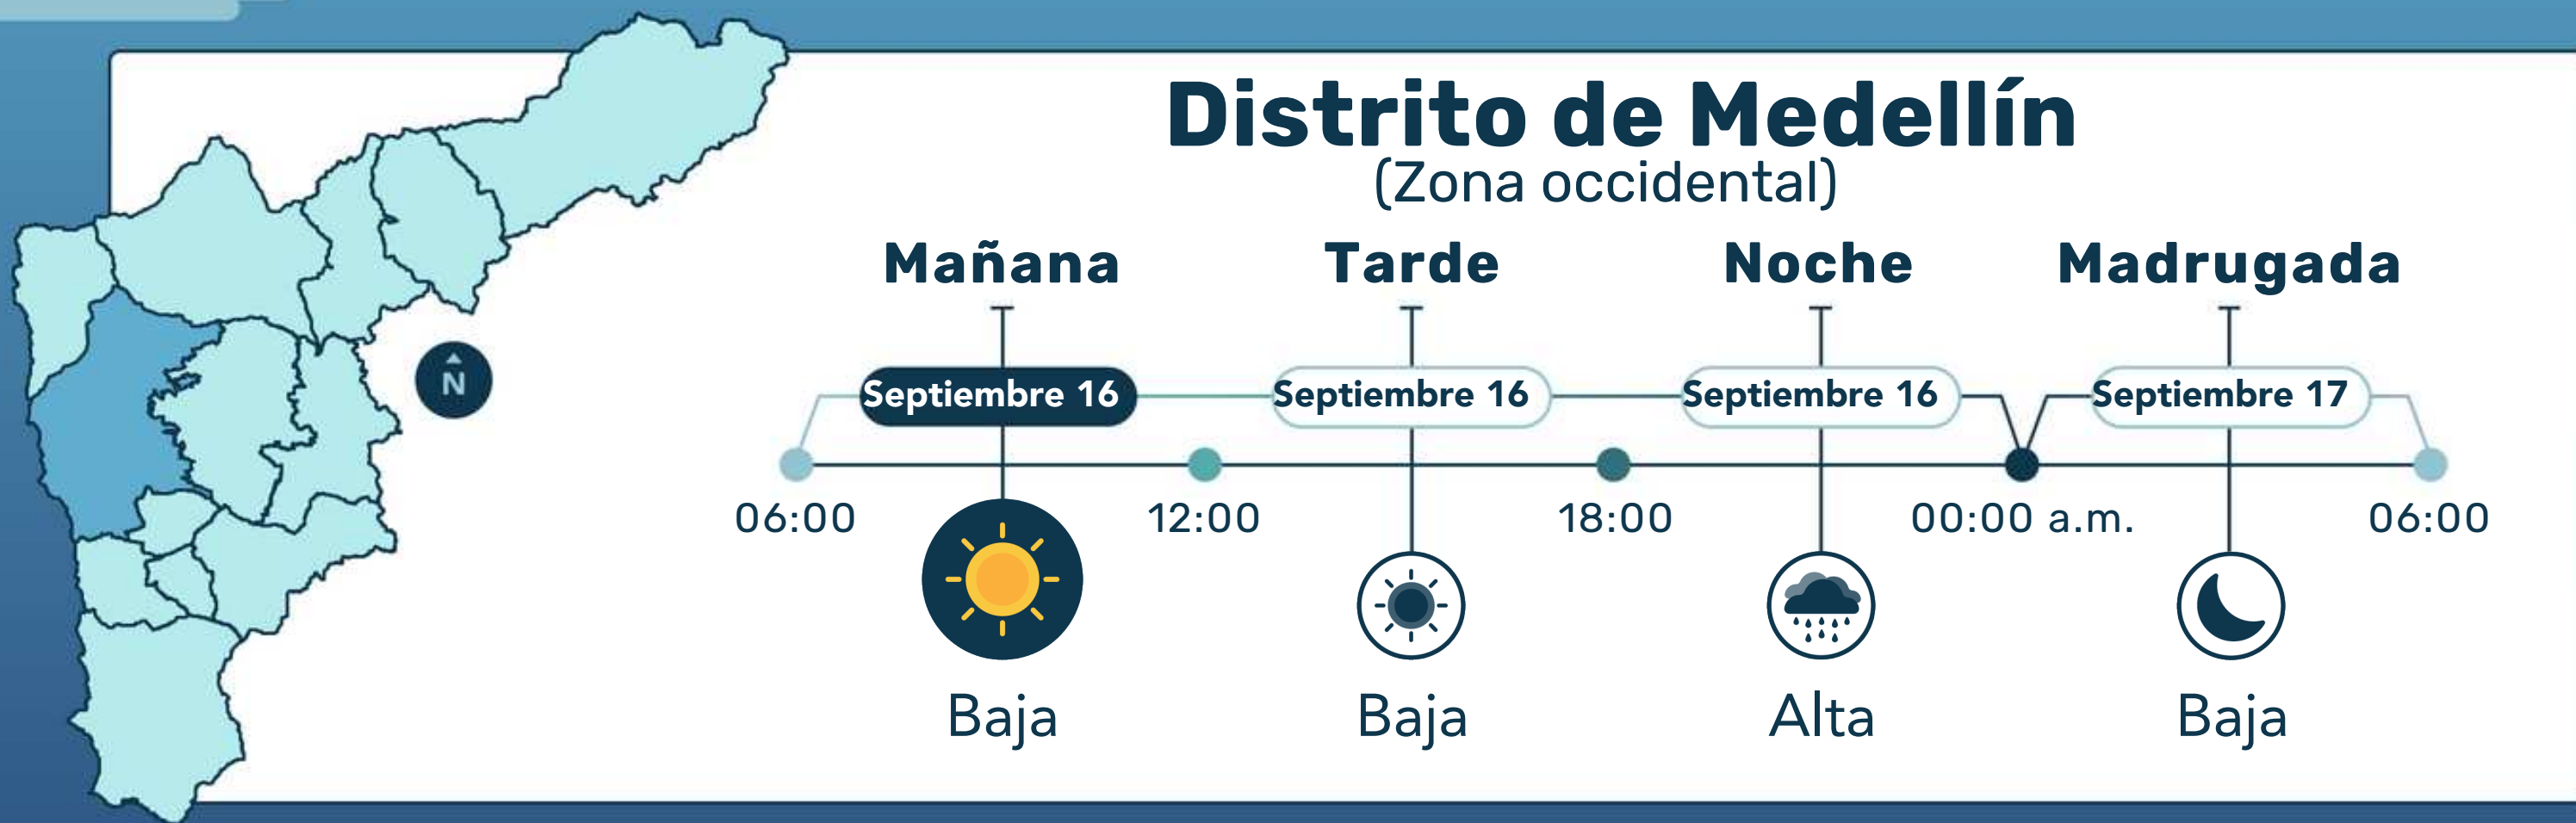 Distrito de Medellín
(Zona occidental)
Mañana Tarde Noche Madrugada
N
Septiembre 16 Septiembre 16 Septiembre 16 Septiembre 17
06:00 12:00 18:00 00:00 a.m. 06:00
Baja Baja Alta Baja